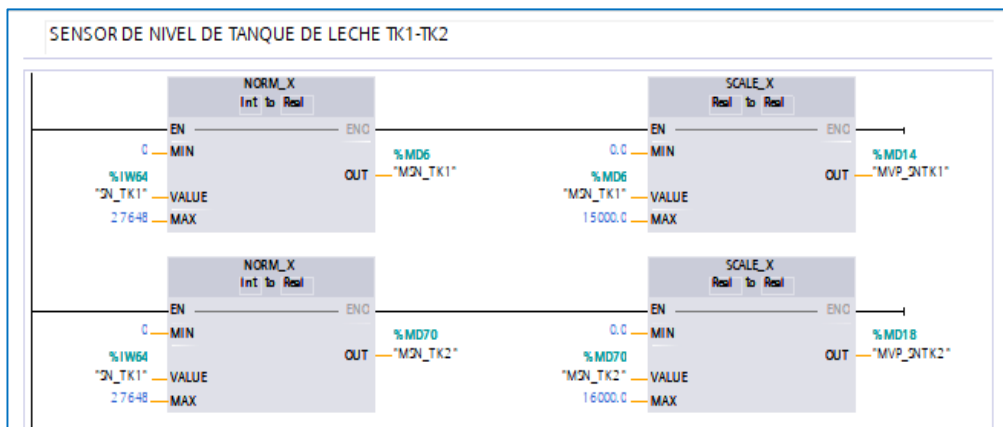 SENSOR DE NIVEL DE TANQUE DE LECHE TK1-TK2
NORM_X
Int to Real
EN
ENO
0
MIN
%MD6
OUT
"MSN_TK1"
%IW64
"SN_TK1"
VALUE
27648
MAX
SCALE_X
Real to Real
EN
ENO
0.0
MIN
%MD14
OUT
"MVP_SNTK1"
%MD6
"MSN_TK1"
VALUE
15000.0
MAX
NORM_X
Int to Real
EN
ENO
0
MIN
%MD70
OUT
"MSN_TK2"
%IW64
"SN_TK1"
VALUE
27648
MAX
SCALE_X
Real to Real
EN
ENO
0.0
MIN
%MD18
OUT
"MVP_SNTK2"
%MD70
"MSN_TK2"
VALUE
16000.0
MAX